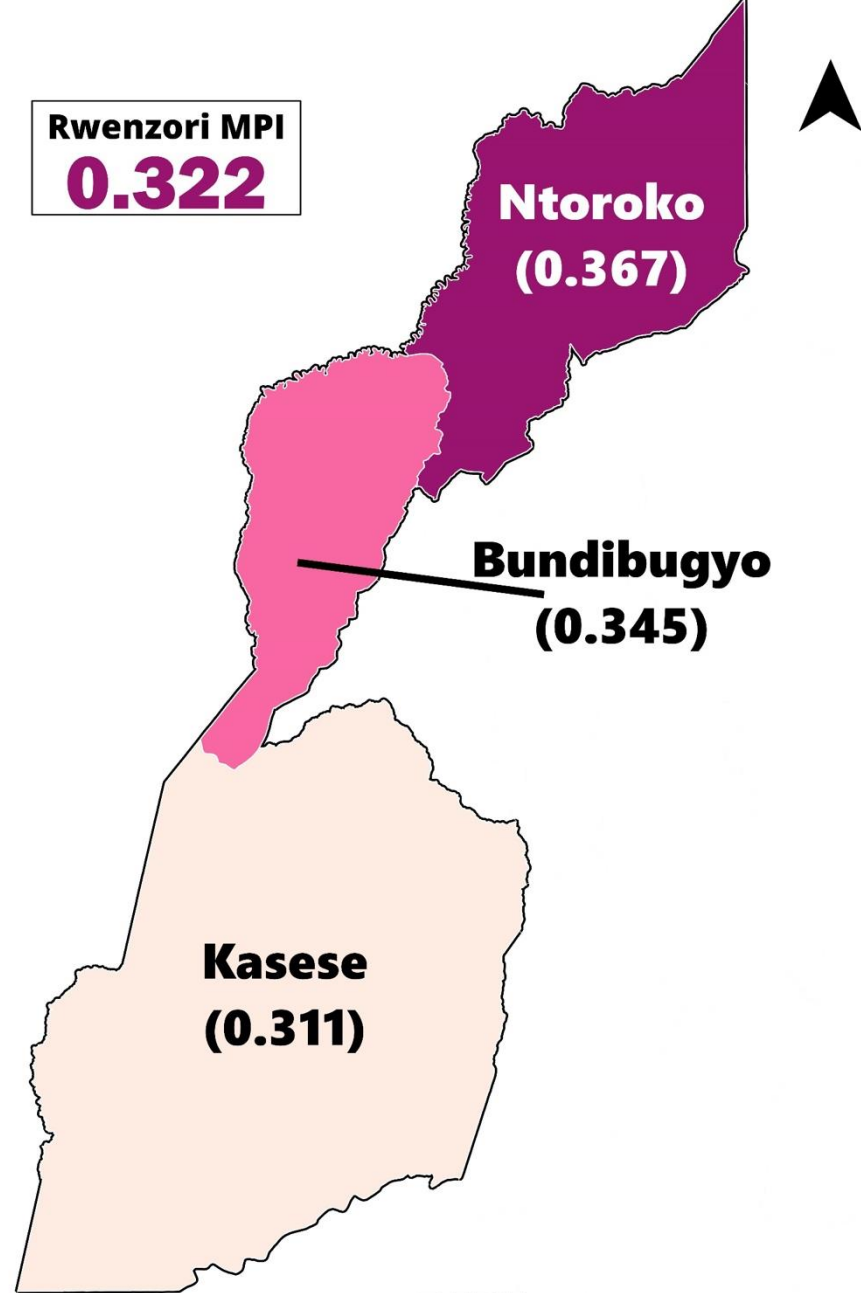 Rwenzori MPI
0.322
Ntoroko
(0.367)
Bundibugyo
(0.345)
Kasese
(0.311)